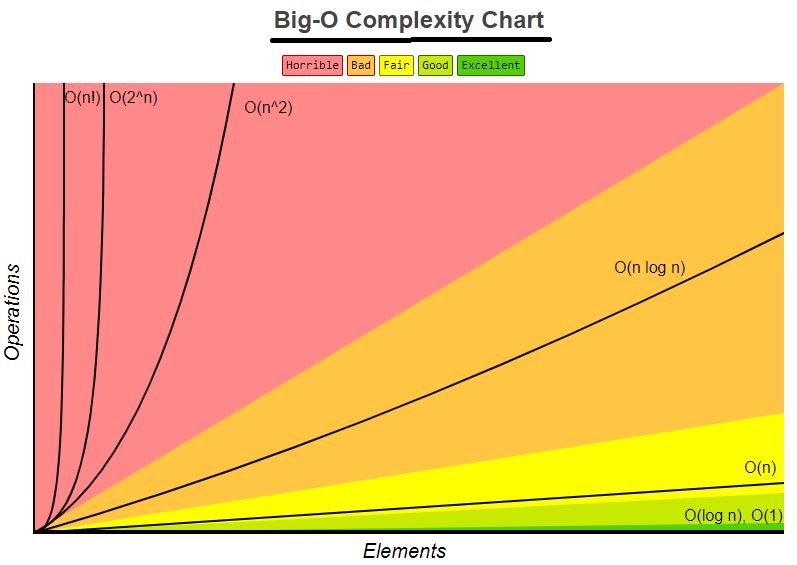 Big-O Complexity Chart
Horrible Bad Fair Good Excellent
O(n!) O(2^n) O(n^2)
O(n log n)
Operations
O(n)
O(log n), O(1)
Elements